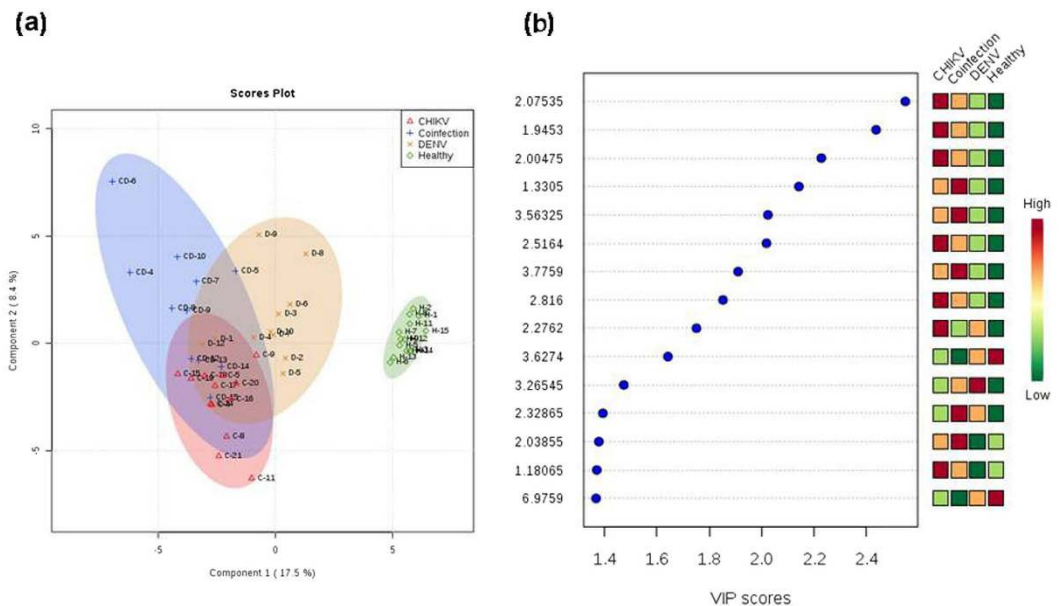 (a)
(b)
Scores Plot
CHIKV
Coinfection
DENV
Healthy
Component 2 ( 8.4 %)
10
5
0
-5
CD-6
D-9
D-8
CD-10
CD-4
CD-5
CD-7
D-6
CD-9
D-3
D-10
D-4
D-1
D-12
C-9
D-2
CD-14
D-5
C-5
C-20
C-16
C-8
C-21
C-11
H-2
H-1
H-11
H-7
H-15
H-6
-5
0
5
Component 1 ( 17.5 %)
CHIKV
Coinfection
DENV
Healthy
2.07535
1.9453
2.00475
1.3305
3.56325
2.5164
3.7759
2.816
2.2762
3.6274
3.26545
2.32865
2.03855
1.18065
6.9759
High
Low
1.4 1.6 1.8 2.0 2.2 2.4
VIP scores